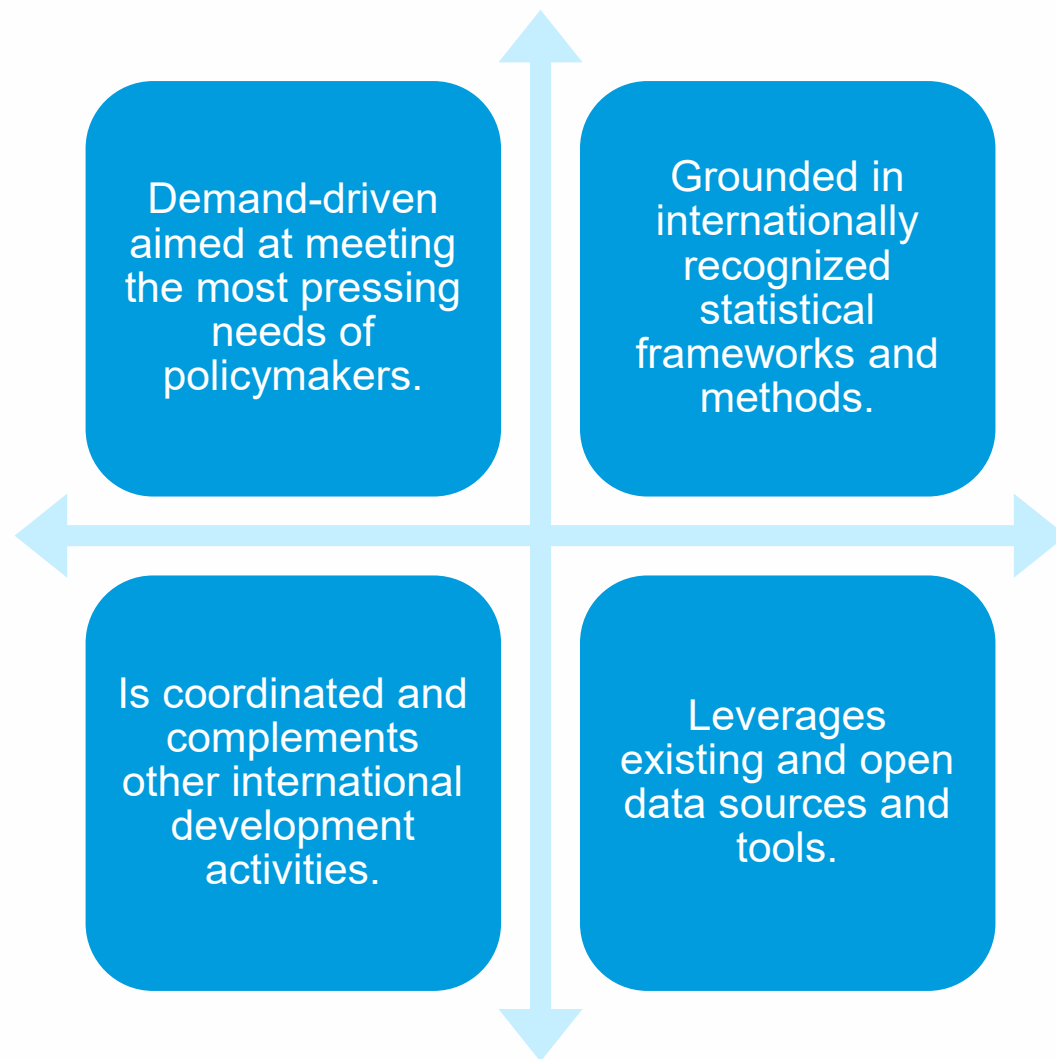 Demand-driven
aimed at meeting
the most pressing
needs of
policymakers.
Grounded in
internationally
recognized
statistical
frameworks and
methods.
Is coordinated and
complements
other international
development
activities.
Leverages
existing and open
data sources and
tools.